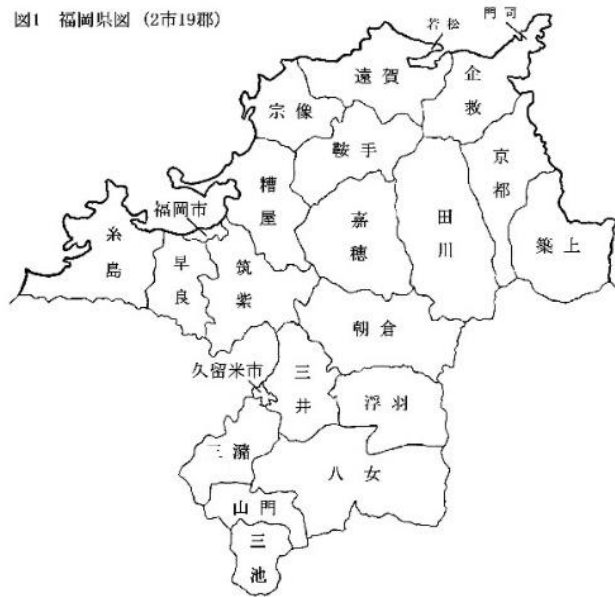 図1 福岡県図（2市19郡）
門司
若松
遠賀
企救
宗像
鞍手
京都
糟屋
福岡市
嘉穂
田川
糸島
早良
筑紫
築上
朝倉
久留米市
三井
浮羽
三潴
八女
山門
三池